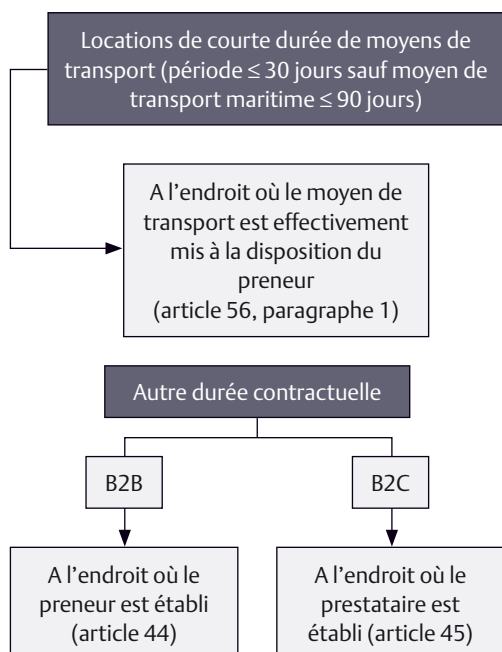 Locations de courte durée de moyens de
transport (période ≤ 30 jours sauf moyen de
transport maritime ≤ 90 jours)
A l’endroit où le moyen de
transport est effectivement
mis à la disposition du
preneur
(article 56, paragraphe 1)
Autre durée contractuelle
B2B
B2C
A l’endroit où le
preneur est établi
(article 44)
A l’endroit où le
prestataire est
établi (article 45)